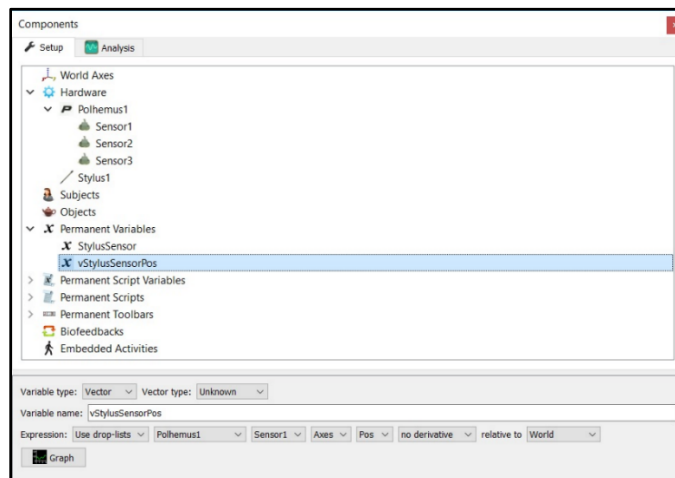 Components
Setup Analysis
World Axes
Hardware
Polhemus1
Sensor1
Sensor2
Sensor3
Stylus1
Subjects
Objects
Permanent Variables
StylusSensor
vStylusSensorPos
Permanent Script Variables
Permanent Scripts
Permanent Toolbars
Biofeedbacks
Embedded Activities
Variable type: Vector Vector type: Unknown
Variable name: vStylusSensorPos
Expression: Use drop-lists Polhemus1 Sensor1 Axes Pos no derivative relative to World
Graph